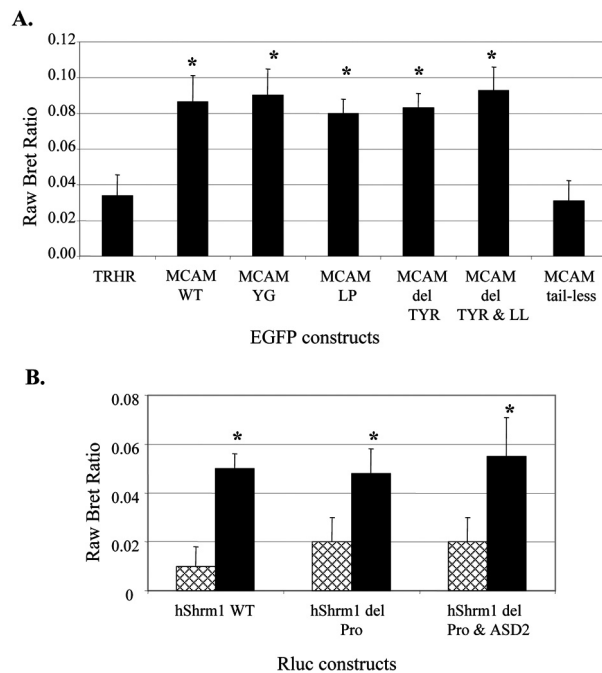 A.
0.12
0.10
0.08
0.06
0.04
0.02
0.00
Raw Bret Ratio
* * * * *
TRHR MCAM MCAM MCAM MCAM MCAM MCAM
WT YG LP del del tail-less
TYR TYR & LL
EGFP constructs
B.
0.08
0.06
0.04
0.02
0
Raw Bret Ratio
* * *
hShrm1 WT hShrm1 del hShrm1 del
Pro Pro & ASD2
Rluc constructs